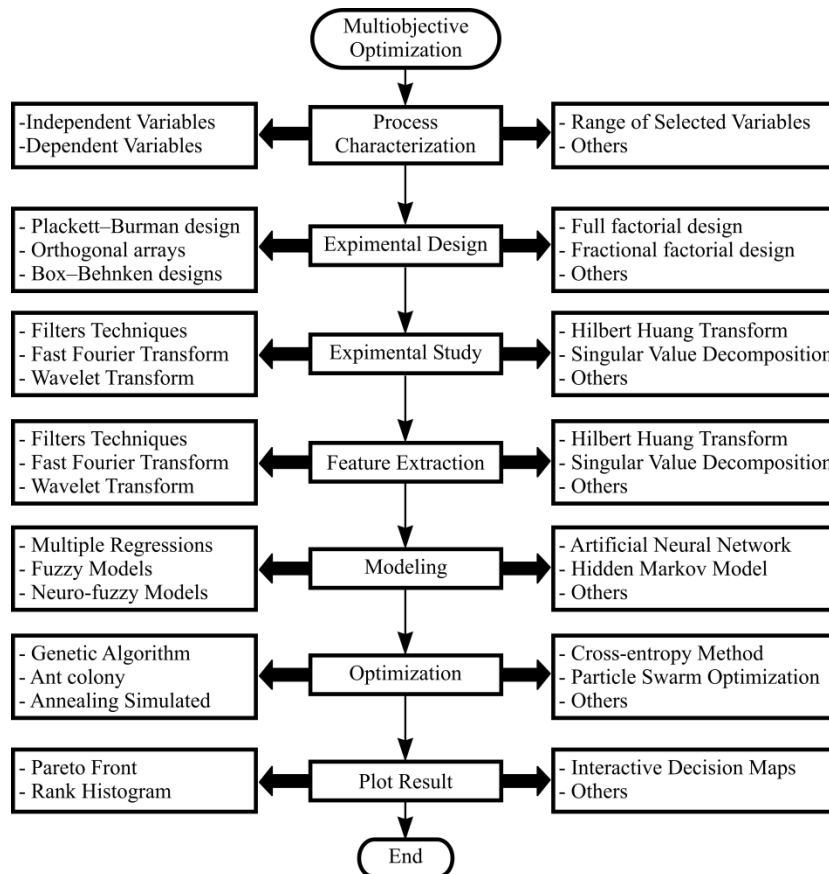 Multiobjective
Optimization
-Independent Variables
-Dependent Variables
Process
Characterization
- Range of Selected Variables
- Others
- Plackett–Burman design
- Orthogonal arrays
- Box–Behnken designs
Expimental Design
- Full factorial design
- Fractional factorial design
- Others
- Filters Techniques
- Fast Fourier Transform
- Wavelet Transform
Expimental Study
- Hilbert Huang Transform
- Singular Value Decomposition
- Others
- Filters Techniques
- Fast Fourier Transform
- Wavelet Transform
Feature Extraction
- Hilbert Huang Transform
- Singular Value Decomposition
- Others
- Multiple Regressions
- Fuzzy Models
- Neuro-fuzzy Models
Modeling
- Artificial Neural Network
- Hidden Markov Model
- Others
- Genetic Algorithm
- Ant colony
- Annealing Simulated
Optimization
- Cross-entropy Method
- Particle Swarm Optimization
- Others
- Pareto Front
- Rank Histogram
Plot Result
- Interactive Decision Maps
- Others
End